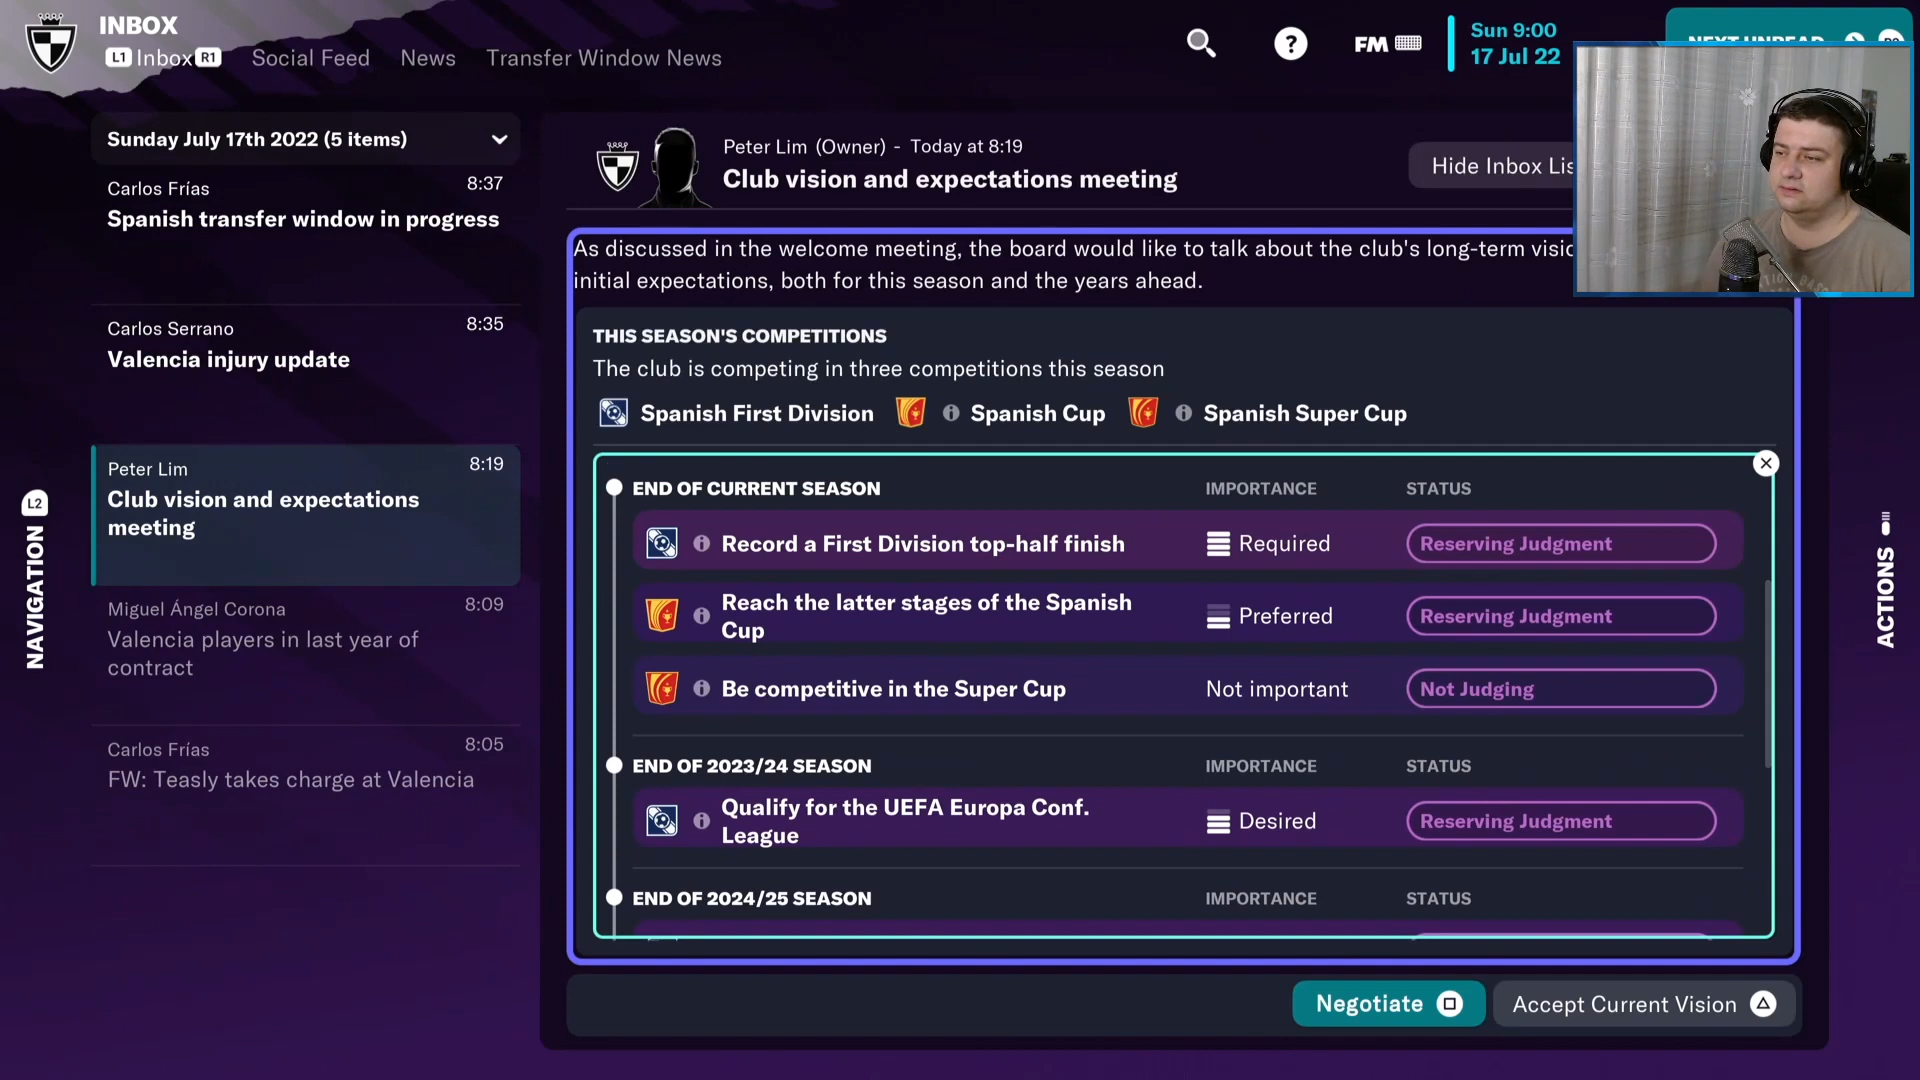 INBOX
L1 Inbox R1 Social Feed News Transfer Window News
? FM Sun 9:00
17 Jul 22
NEXT UNREAD
Sunday July 17th 2022 (5 items)
Carlos Frías 8:37
Spanish transfer window in progress
Carlos Serrano 8:35
Valencia injury update
Peter Lim 8:19
Club vision and expectations
meeting
Miguel Ángel Corona 8:09
Valencia players in last year of
contract
Carlos Frías 8:05
FW: Teasly takes charge at Valencia
L2
NAVIGATION
Peter Lim (Owner) - Today at 8:19
Club vision and expectations meeting
Hide Inbox Lis
As discussed in the welcome meeting, the board would like to talk about the club's long-term visio
initial expectations, both for this season and the years ahead.
THIS SEASON'S COMPETITIONS
The club is competing in three competitions this season
Spanish First Division Spanish Cup Spanish Super Cup
END OF CURRENT SEASON IMPORTANCE STATUS
Record a First Division top-half finish Required Reserving Judgment
Reach the latter stages of the Spanish
Cup Preferred Reserving Judgment
Be competitive in the Super Cup Not important Not Judging
END OF 2023/24 SEASON IMPORTANCE STATUS
Qualify for the UEFA Europa Conf.
League Desired Reserving Judgment
END OF 2024/25 SEASON IMPORTANCE STATUS
Negotiate Accept Current Vision
ACTIONS